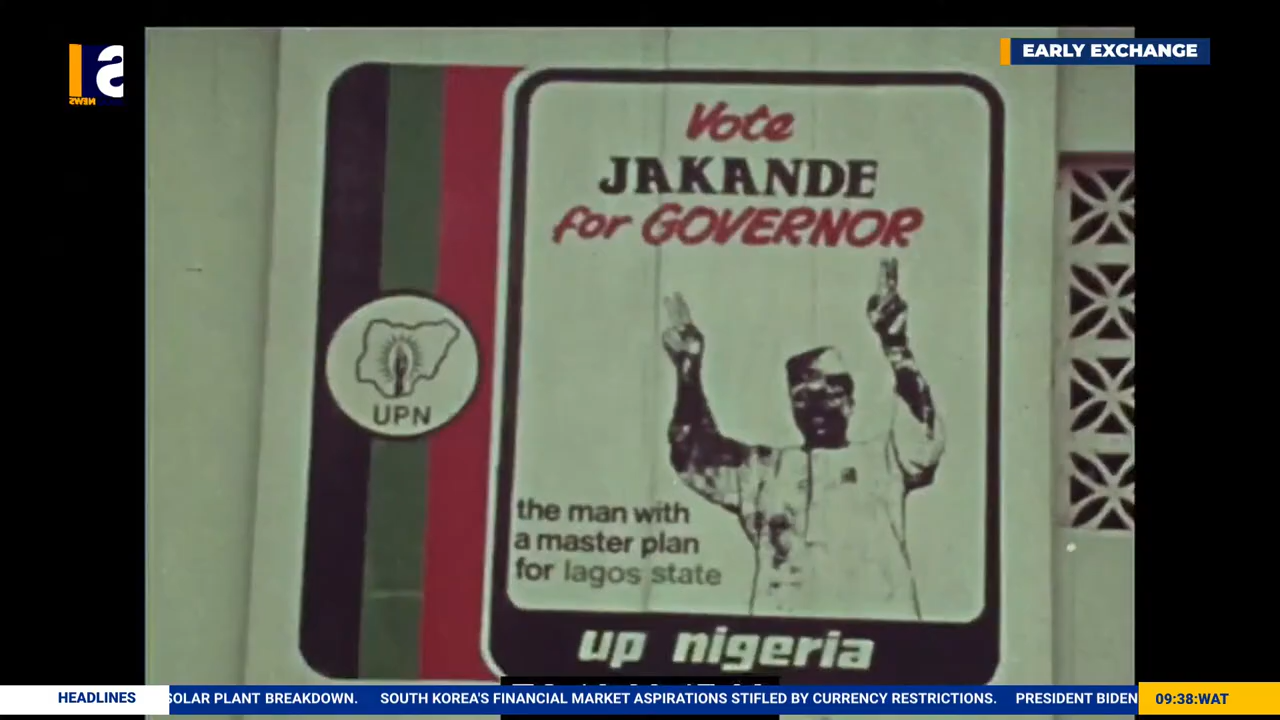 EARLY EXCHANGE
Vote
JAKANDE
for GOVERNOR
UPN
the man with
a master plan
for lagos state
up nigeria
HEADLINES
SOLAR PLANT BREAKDOWN. SOUTH KOREA'S FINANCIAL MARKET ASPIRATIONS STIFLED BY CURRENCY RESTRICTIONS. PRESIDENT BIDEN
09:38:WAT